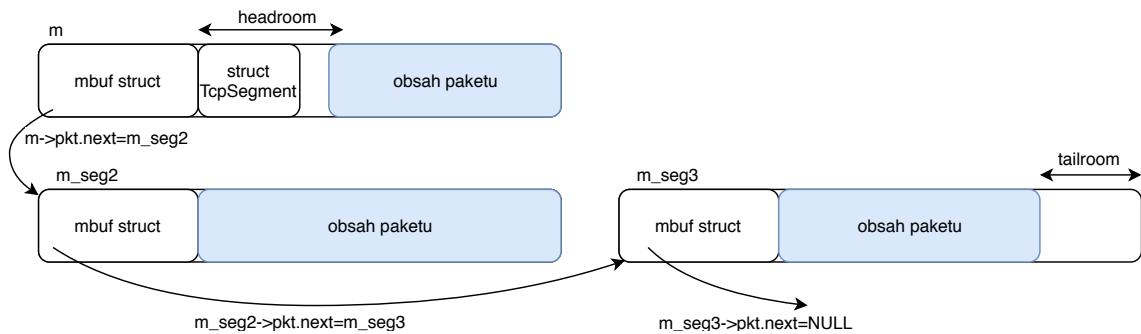 headroom
m
mbuf struct
struct
TcpSegment
obsah paketu
m->pkt.next=m_seg2
tailroom
m_seg2
m_seg3
mbuf struct
obsah paketu
mbuf struct
obsah paketu
m_seg2->pkt.next=m_seg3
m_seg3->pkt.next=NULL